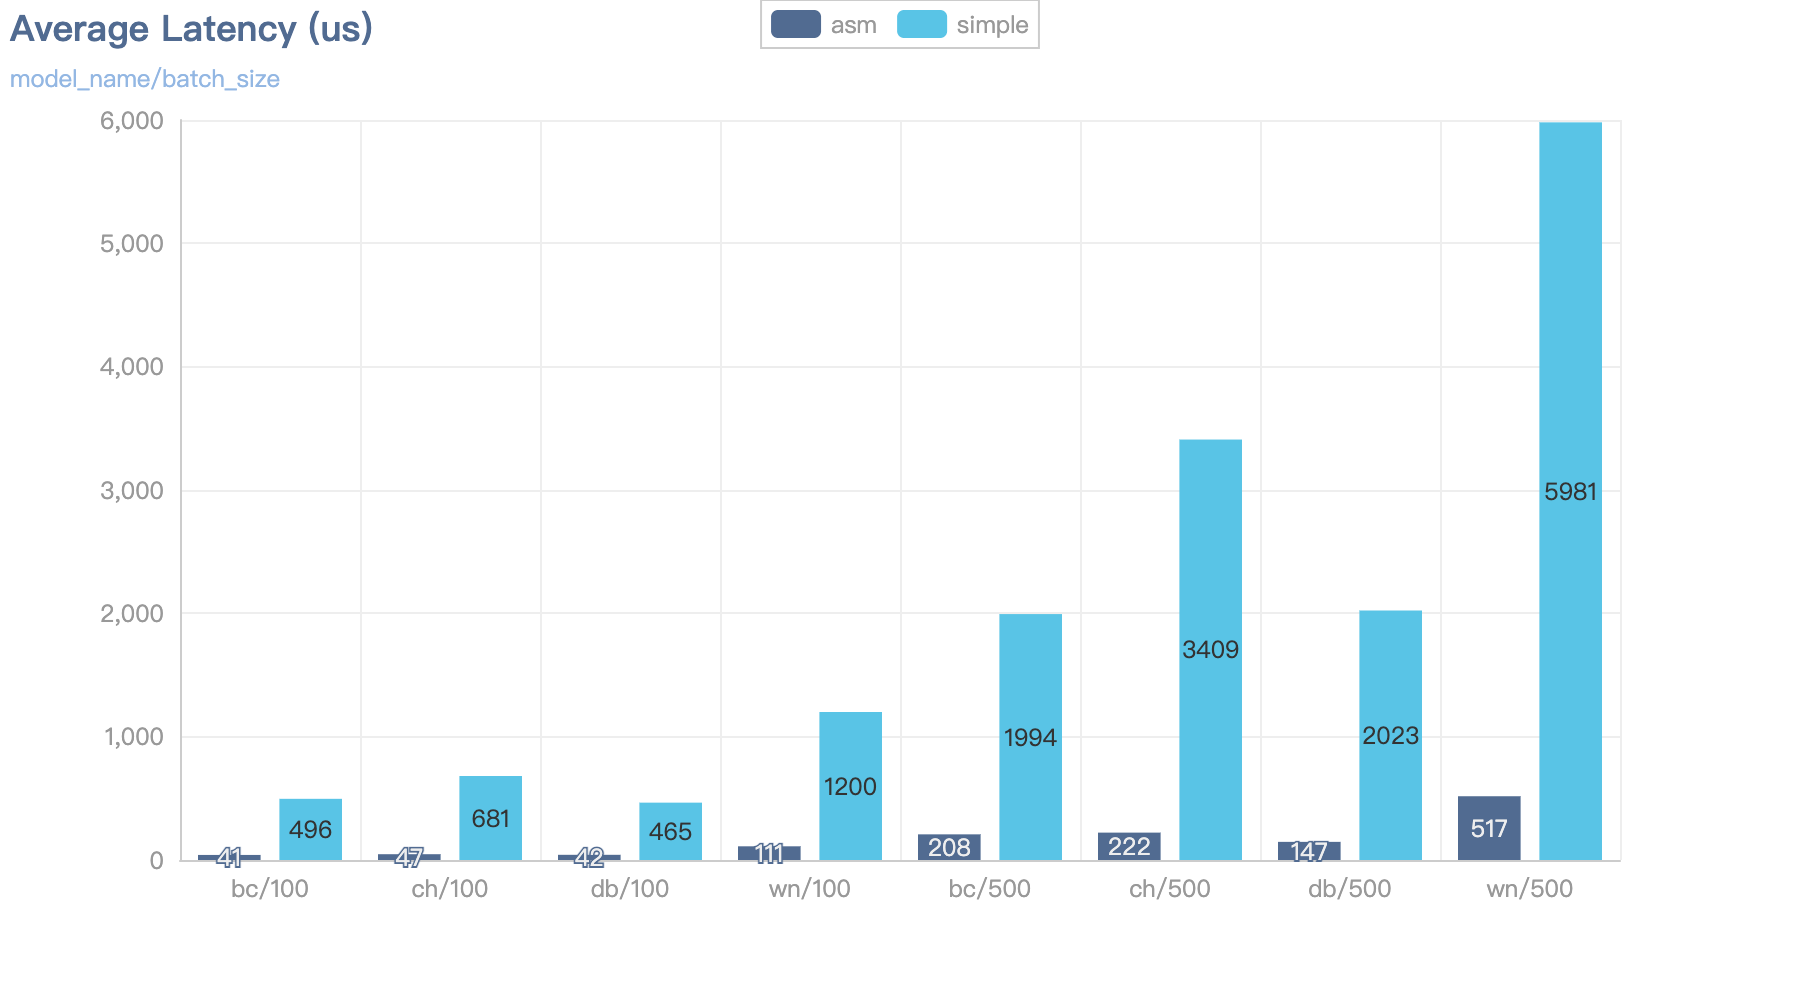 Average Latency (us)
asm simple
model_name/batch_size
6,000
5,000
4,000
3,000
2,000
1,000
0
41 496 47 681 42 465 111 1200 208 1994 222 3409 147 2023 517 5981
bc/100 ch/100 db/100 wn/100 bc/500 ch/500 db/500 wn/500